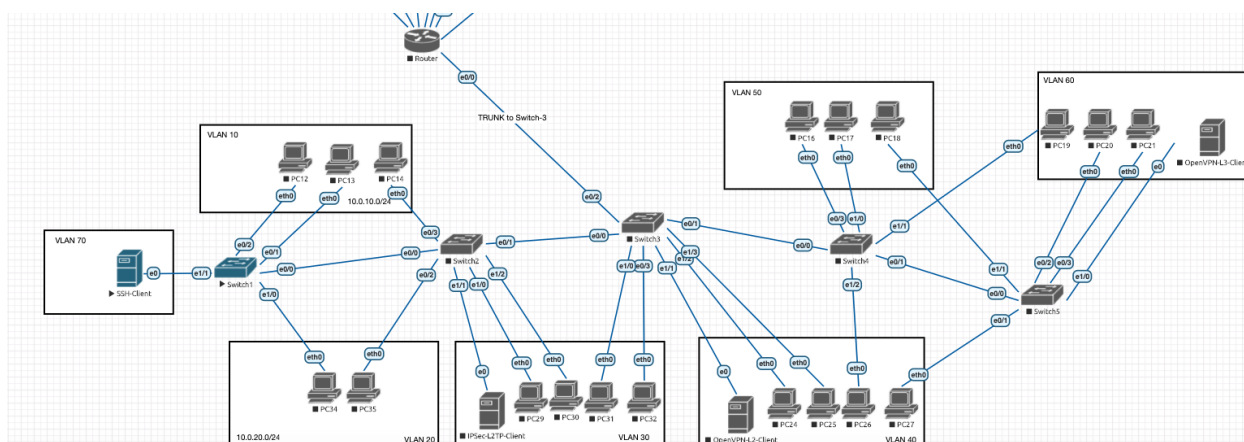 Router
e0/0
TRUNK to Switch-3
VLAN 10
PC12
PC13
PC14
eth0
eth0
eth0
10.0.10.0/24
VLAN 50
PC16
PC17
PC18
eth0
eth0
eth0
VLAN 60
PC19
PC20
PC21
OpenVPN-L3-Client
eth0
eth0
eth0
e0
VLAN 70
SSH-Client
e0
e1/1
Switch1
e0/2
e0/1
e0/0
e1/0
e0/3
e0/0
e0/1
Switch2
e0/2
e1/1
e1/0
e1/2
e0/2
e0/0
e0/1
Switch3
e1/0
e0/3
e1/1
e1/2
e1/3
e0/3
e1/0
e1/1
e0/0
Switch4
e0/1
e1/2
e1/1
e0/2
e0/3
e1/0
e0/0
Switch5
e0/1
eth0
eth0
PC34
PC35
10.0.20.0/24
VLAN 20
e0
eth0
eth0
eth0
eth0
IPSec-L2TP-Client
PC29
PC30
PC31
PC32
VLAN 30
e0
eth0
eth0
eth0
eth0
OpenVPN-L2-Client
PC24
PC25
PC26
PC27
VLAN 40